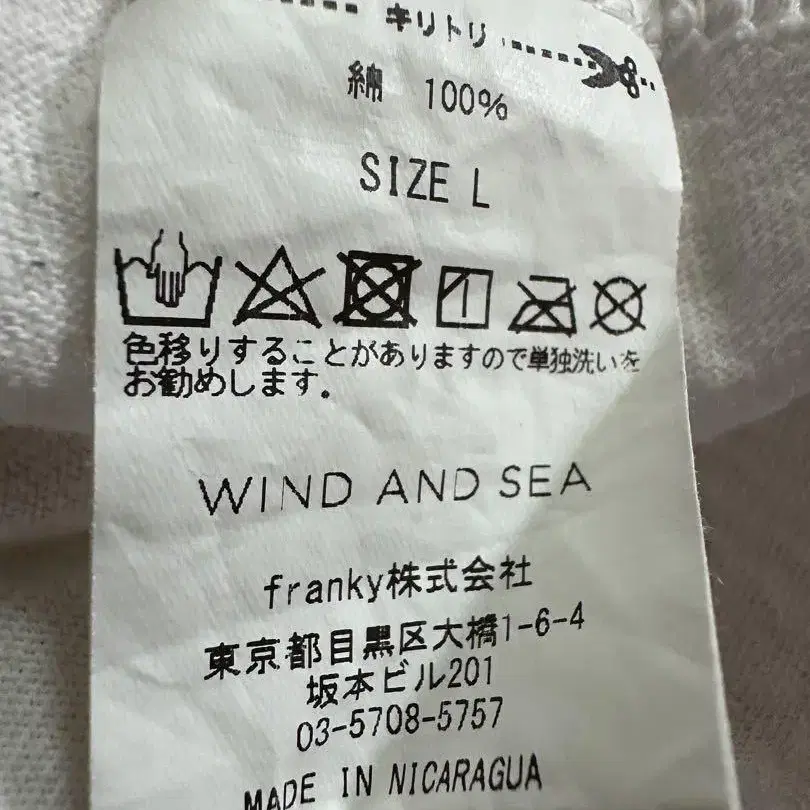 キリトリ
綿 100%
SIZE L
色移りすることがありますので単独洗いを
お勧めします。
WIND AND SEA
franky株式会社
東京都目黒区大橋1-6-4
坂本ビル201
03-5708-5757
MADE IN NICARAGUA